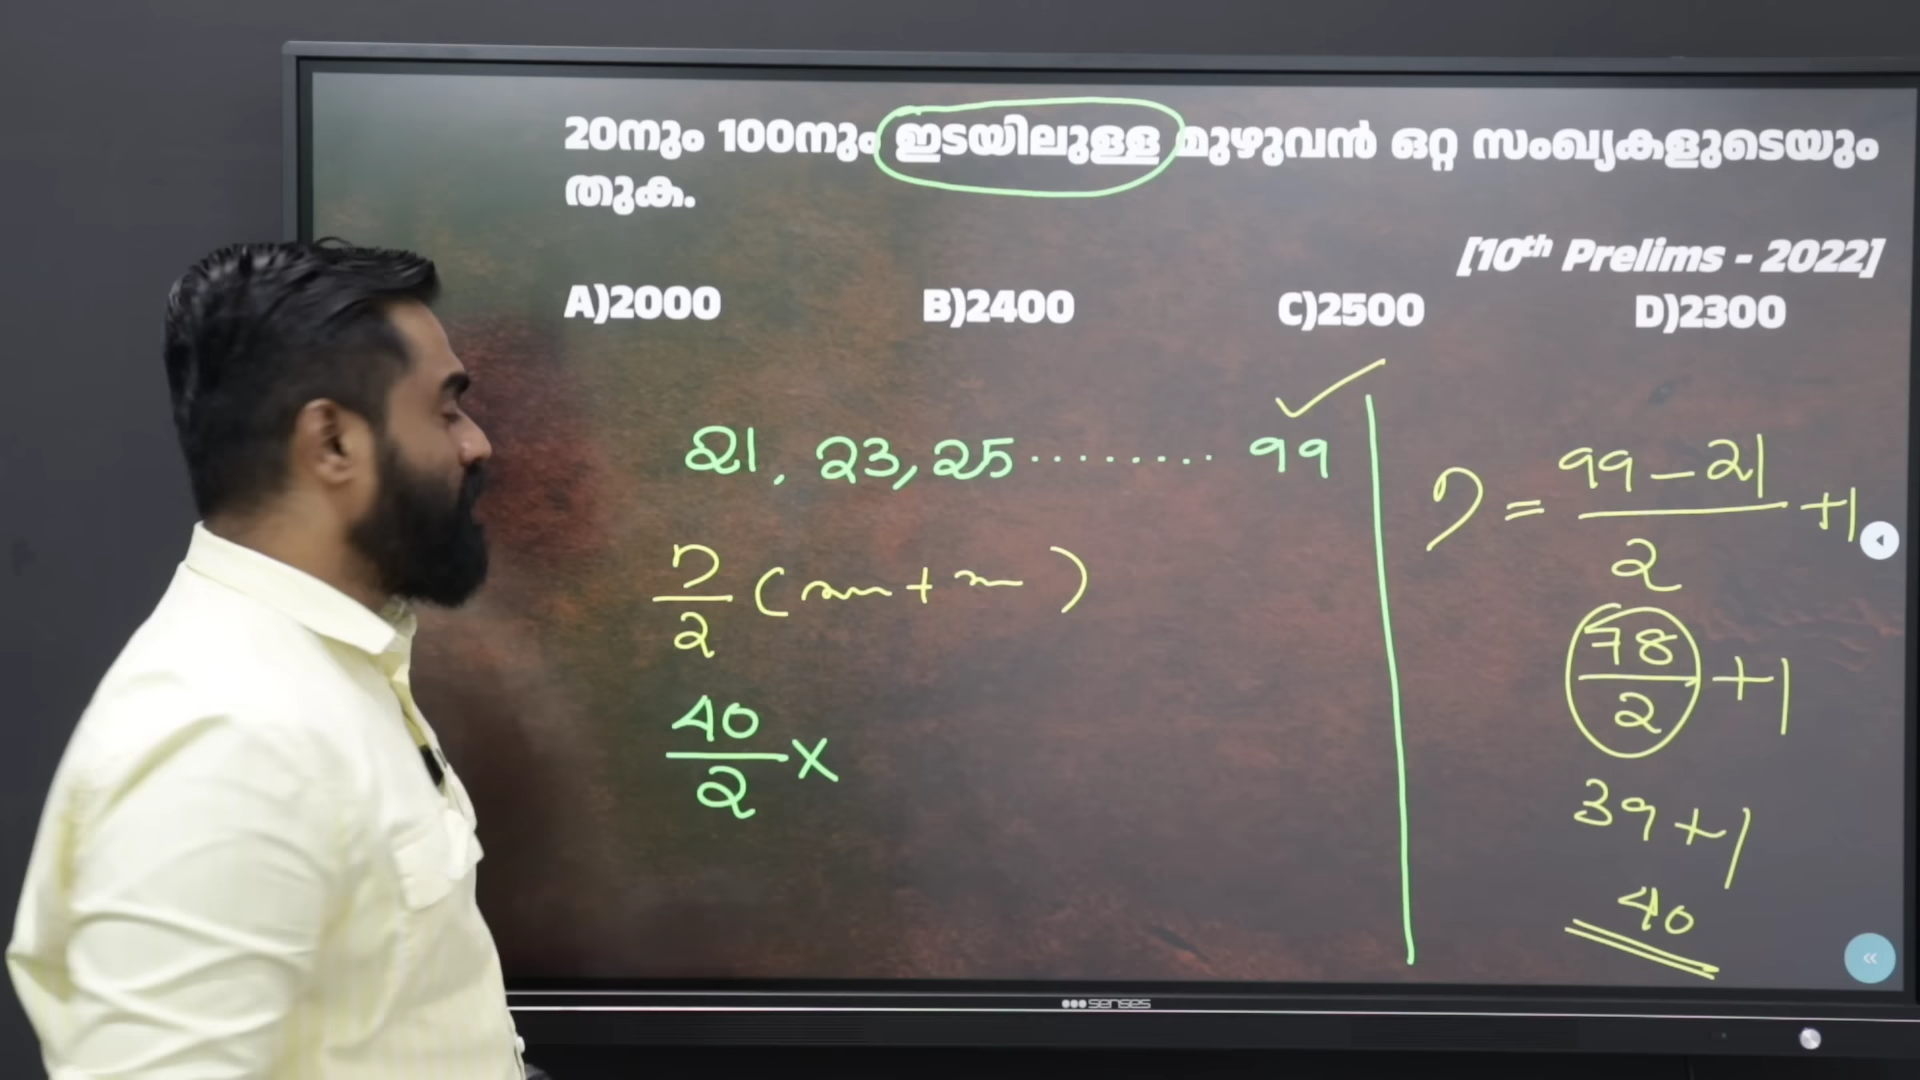 20നും 100നും ഇടയിലുള്ള മുഴുവൻ ഒറ്റ സംഖ്യകളുടെയും
തുക.
[10th Prelims - 2022]
A)2000 B)2400 C)2500 D)2300
21, 23, 25 ........ 99
n/2 ( + )
40/2 ×
n = 99 - 21 / 2 + 1
78/2 + 1
39 + 1
40
senses